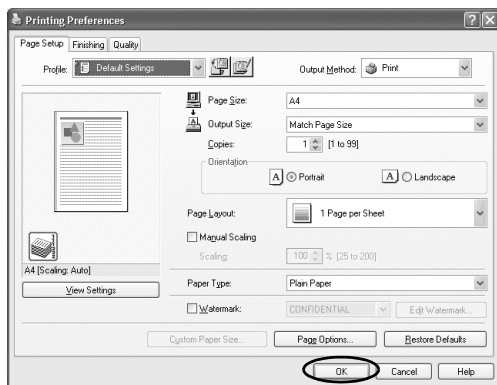 Printing Preferences
Page Setup Finishing Quality
Profile: Default Settings Output Method: Print
Page Size: A4
Output Size: Match Page Size
Copies: 1 [1 to 99]
Orientation
A Portrait A Landscape
Page Layout: 1 Page per Sheet
Manual Scaling
Scaling: 100 % [25 to 200]
A4 [Scaling: Auto]
View Settings
Paper Type: Plain Paper
Watermark: CONFIDENTIAL Edit Watermark...
Custom Paper Size... Page Options... Restore Defaults
OK Cancel Help